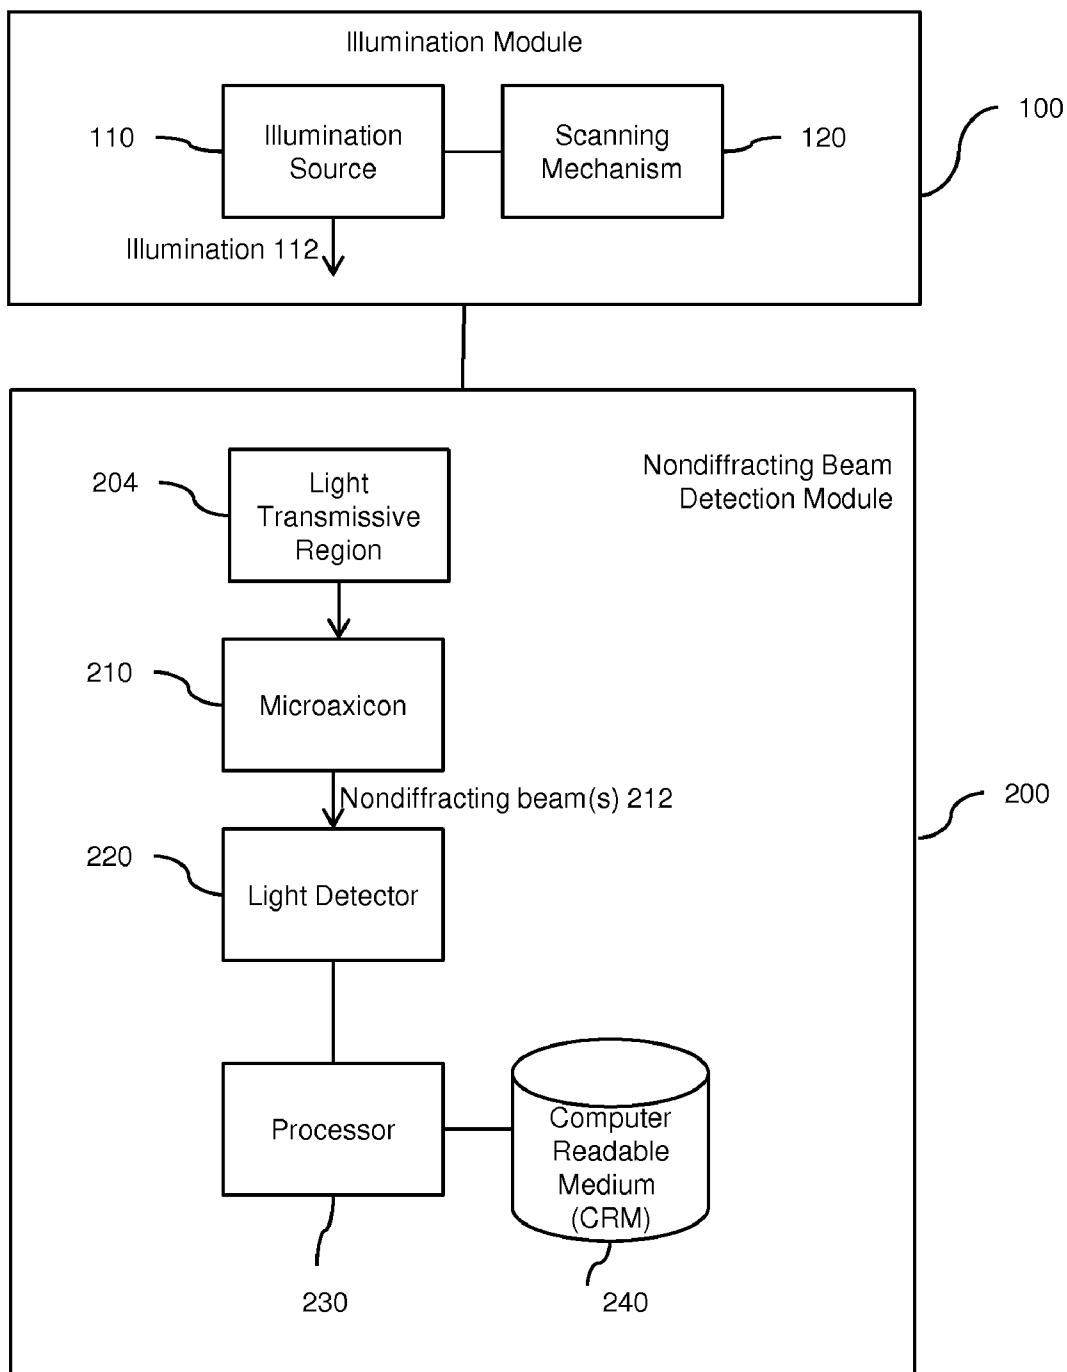 Illumination Module
100
110
Illumination
Source
Scanning
Mechanism
120
Illumination 112
204
Light
Transmissive
Region
Nondiffracting Beam
Detection Module
210
Microaxicon
Nondiffracting beam(s) 212
200
220
Light Detector
Processor
Computer
Readable
Medium
(CRM)
230
240